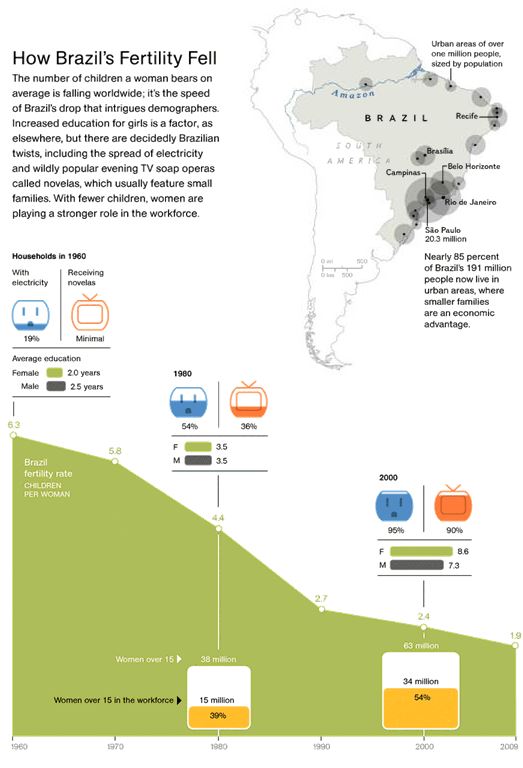 How Brazil's Fertility Fell
The number of children a woman bears on
average is falling worldwide; it's the speed
of Brazil's drop that intrigues demographers.
Increased education for girls is a factor, as
elsewhere, but there are decidedly Brazilian
twists, including the spread of electricity
and wildly popular evening TV soap operas
called novelas, which usually feature small
families. With fewer children, women are
playing a stronger role in the workforce.
Urban areas of over
one million people,
sized by population
Amazon
BRAZIL
Recife
SOUTH
AMERICA
Brasília
Campinas
Belo Horizonte
Rio de Janeiro
São Paulo
20.3 million
0 mi 500
0 km 500
Nearly 85 percent
of Brazil's 191 million
people now live in
urban areas, where
smaller families
are an economic
advantage.
Households in 1960
With
electricity
Receiving
novelas
19%
Minimal
Average education
Female 2.0 years
Male 2.5 years
1980
54% 36%
F 3.5
M 3.5
2000
95% 90%
F 8.6
M 7.3
6.3
5.8
4.4
2.7
2.4
1.9
Brazil
fertility rate
CHILDREN
PER WOMAN
Women over 15
38 million
63 million
Women over 15 in the workforce
15 million
39%
34 million
54%
1960 1970 1980 1990 2000 2009